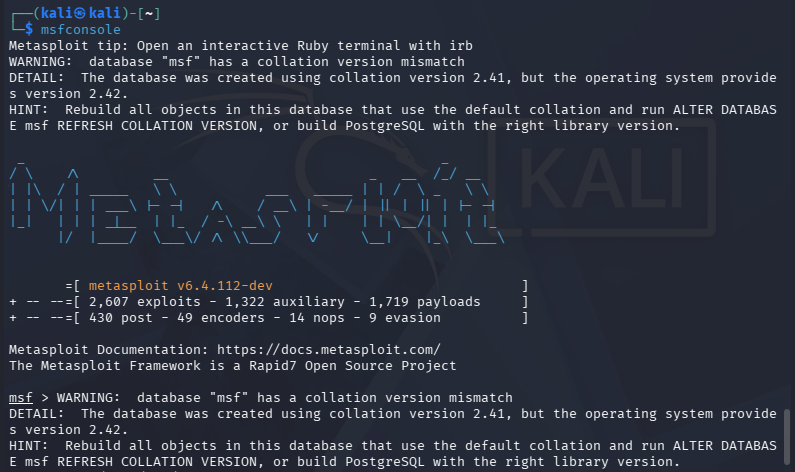 ┌──(kali㉿kali)-[~]
└─$ msfconsole
Metasploit tip: Open an interactive Ruby terminal with irb
WARNING:  database "msf" has a collation version mismatch
DETAIL:  The database was created using collation version 2.41, but the operating system provide
s version 2.42.
HINT:  Rebuild all objects in this database that use the default collation and run ALTER DATABAS
E msf REFRESH COLLATION VERSION, or build PostgreSQL with the right library version.
METASPLOIT
KALI
=[ metasploit v6.4.112-dev                               ]
+ -- --=[ 2,607 exploits - 1,322 auxiliary - 1,719 payloads     ]
+ -- --=[ 430 post - 49 encoders - 14 nops - 9 evasion          ]
Metasploit Documentation: https://docs.metasploit.com/
The Metasploit Framework is a Rapid7 Open Source Project
msf > WARNING:  database "msf" has a collation version mismatch
DETAIL:  The database was created using collation version 2.41, but the operating system provide
s version 2.42.
HINT:  Rebuild all objects in this database that use the default collation and run ALTER DATABAS
E msf REFRESH COLLATION VERSION, or build PostgreSQL with the right library version.